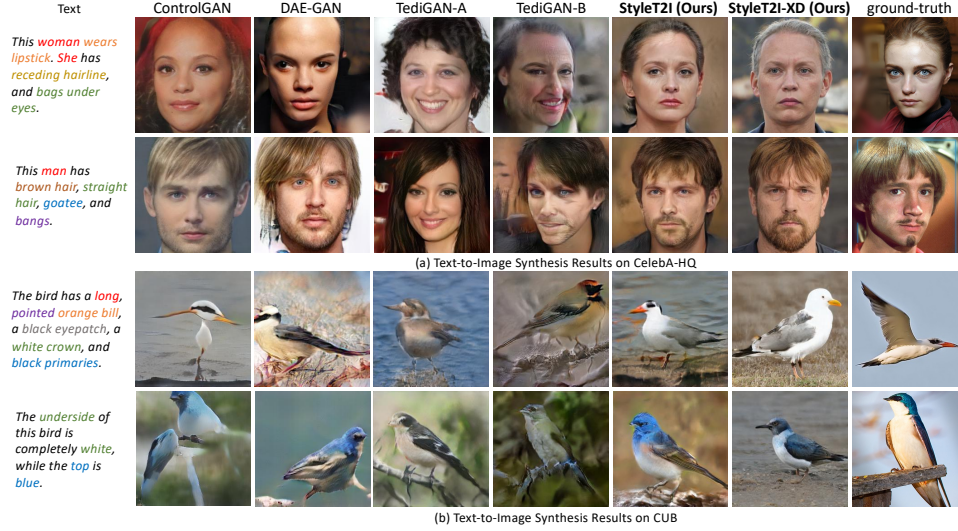 Text ControlGAN DAE-GAN TediGAN-A TediGAN-B StyleT2I (Ours) StyleT2I-XD (Ours) ground-truth
This woman wears
lipstick. She has
receding hairline,
and bags under
eyes.
This man has
brown hair, straight
hair, goatee, and
bangs.
(a) Text-to-Image Synthesis Results on CelebA-HQ
The bird has a long,
pointed orange bill,
a black eyepatch, a
white crown, and
black primaries.
The underside of
this bird is
completely white,
while the top is
blue.
(b) Text-to-Image Synthesis Results on CUB